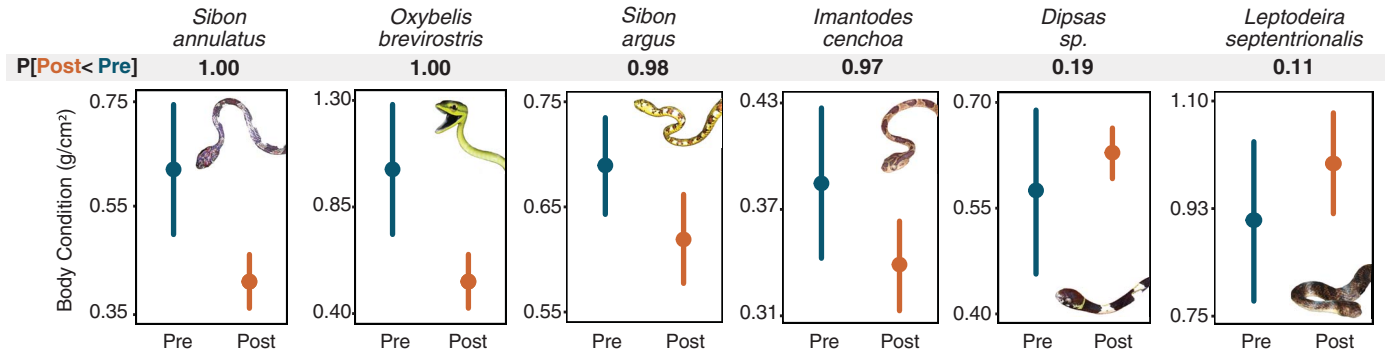 Sibon annulatus
Oxybelis brevirostris
Sibon argus
Imantodes cenchoa
Dipsas sp.
Leptodeira septentrionalis
P[Post< Pre] 1.00 1.00 0.98 0.97 0.19 0.11
Body Condition (g/cm²)
0.75
0.55
0.35
Pre Post
1.30
0.85
0.40
Pre Post
0.75
0.65
0.55
Pre Post
0.43
0.37
0.31
Pre Post
0.70
0.55
0.40
Pre Post
1.10
0.93
0.75
Pre Post